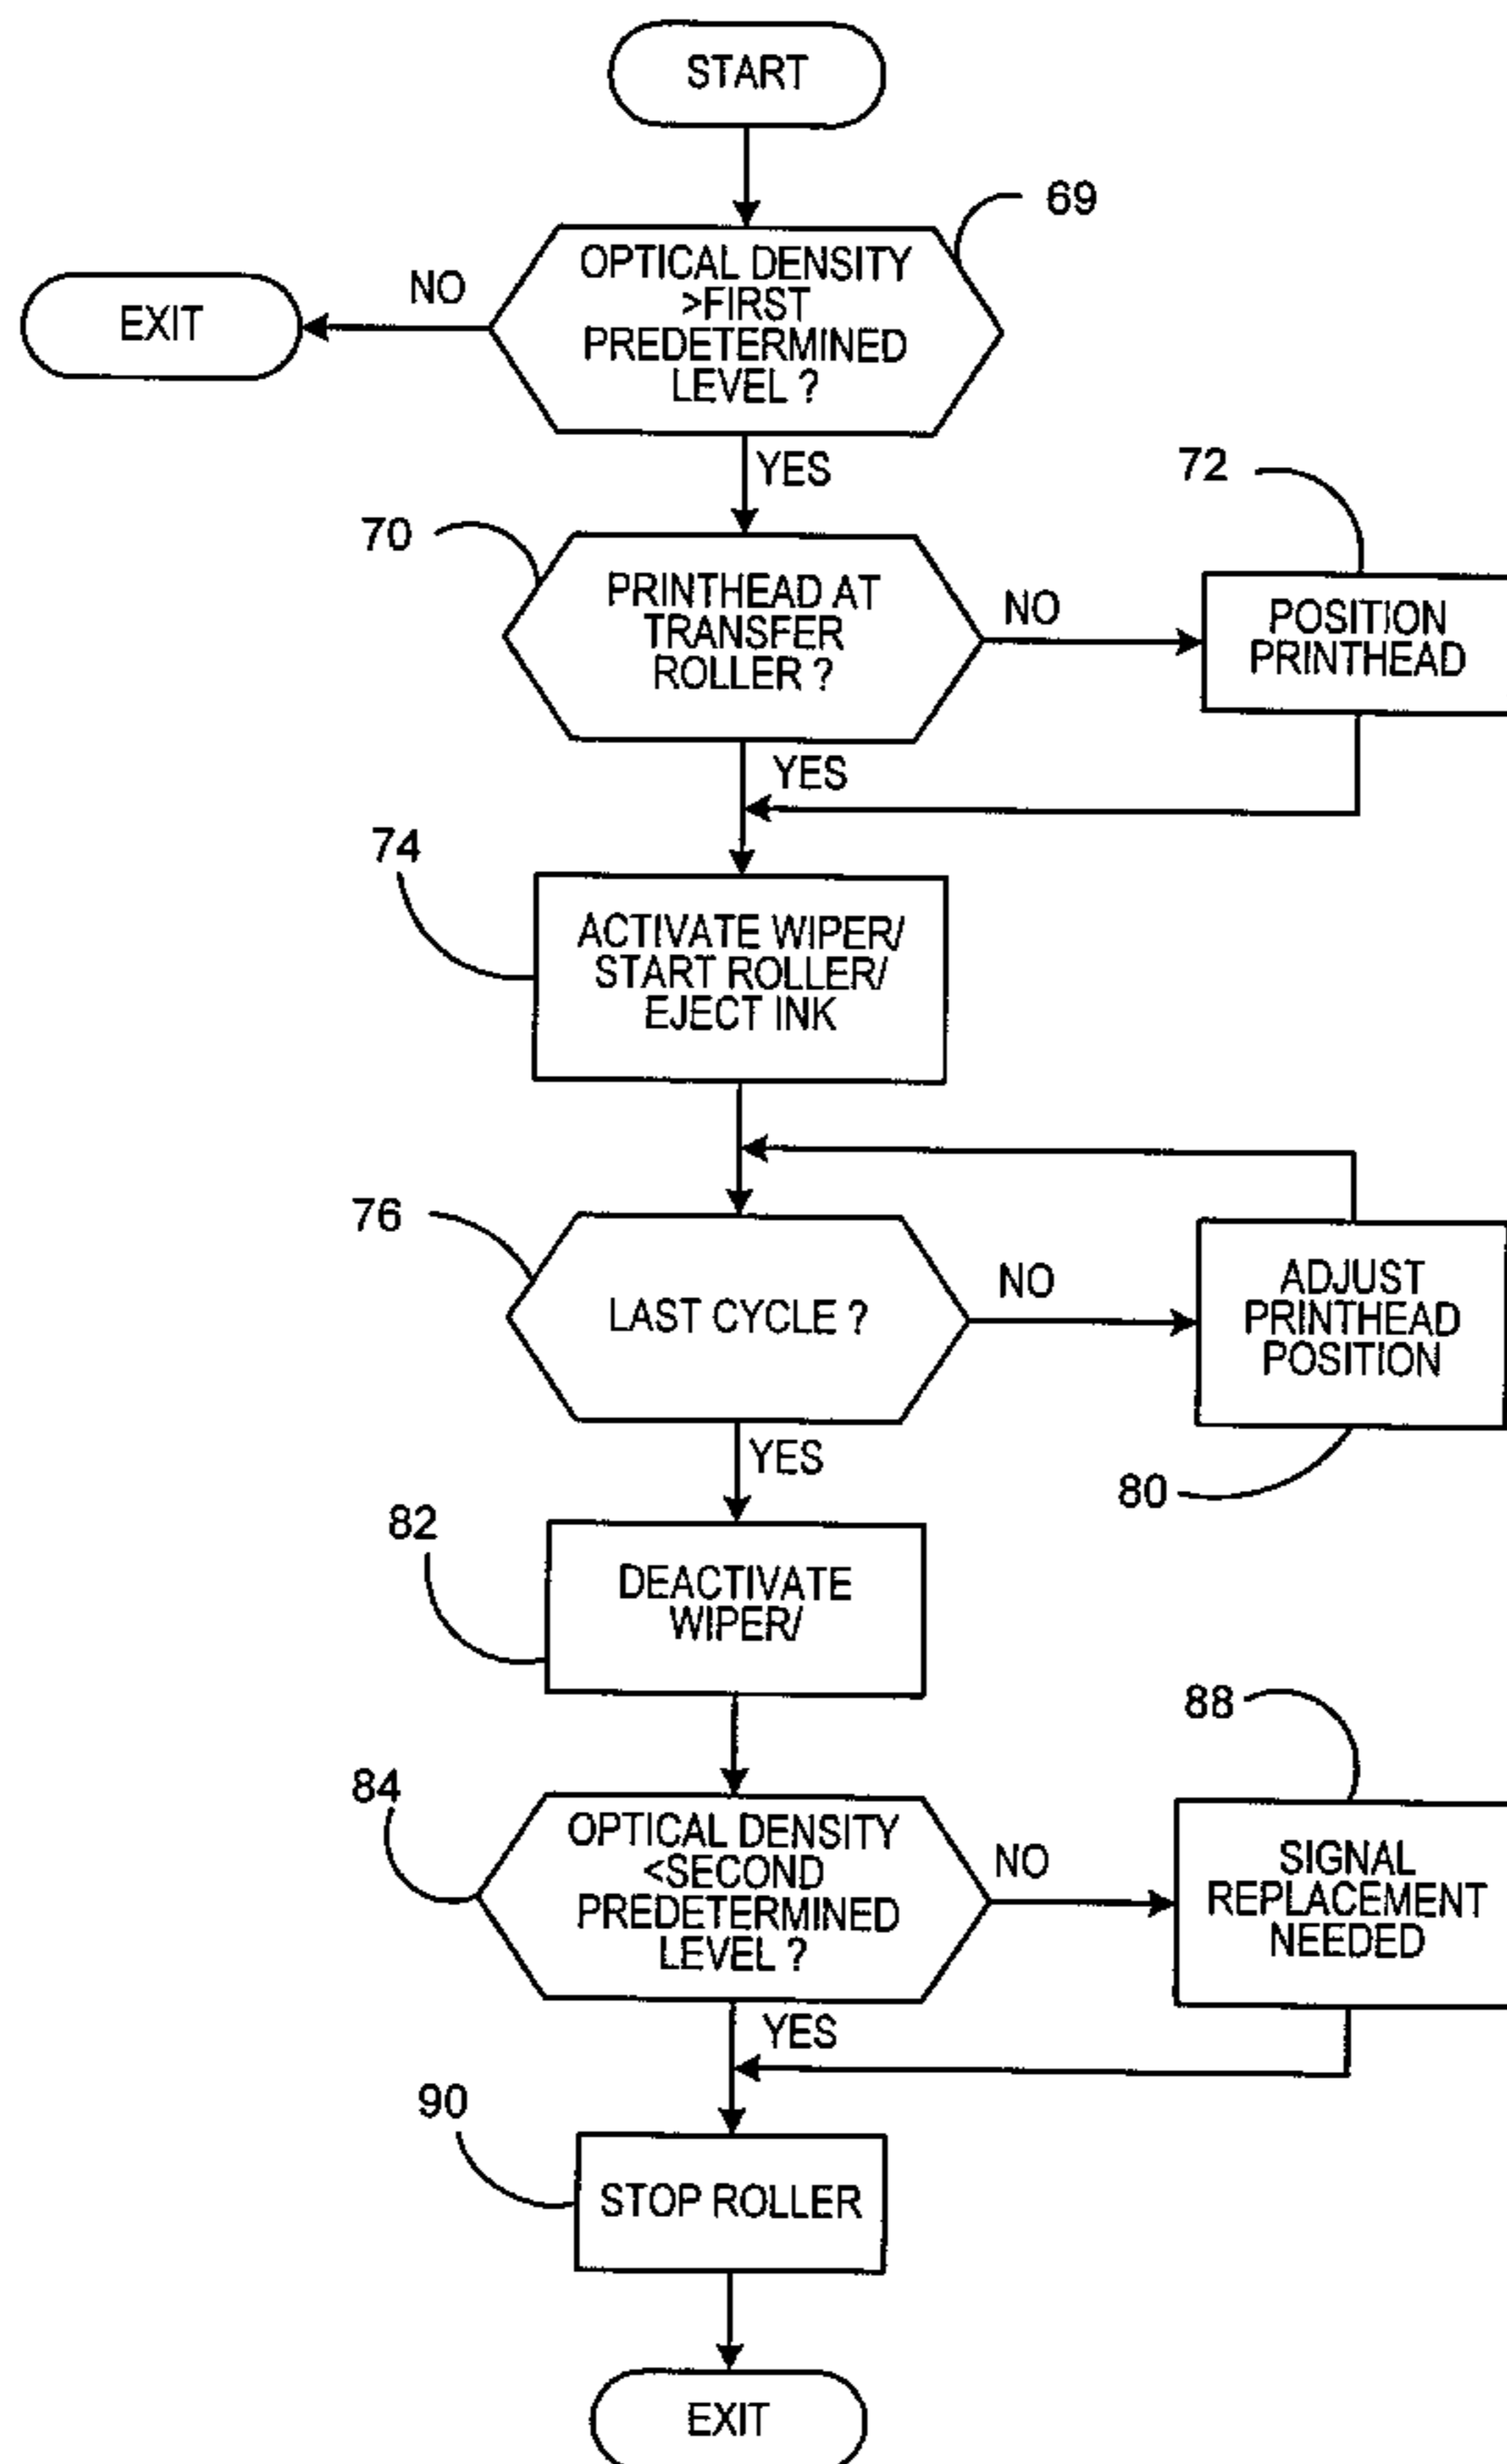 START
69
OPTICAL DENSITY
>FIRST
PREDETERMINED
LEVEL ?
NO
EXIT
YES
70
PRINTHEAD AT
TRANSFER
ROLLER ?
NO
72
POSITION
PRINTHEAD
YES
74
ACTIVATE WIPER/
START ROLLER/
EJECT INK
76
LAST CYCLE ?
NO
ADJUST
PRINTHEAD
POSITION
80
YES
82
DEACTIVATE
WIPER/
84
OPTICAL DENSITY
<SECOND
PREDETERMINED
LEVEL ?
NO
88
SIGNAL
REPLACEMENT
NEEDED
YES
90
STOP ROLLER
EXIT